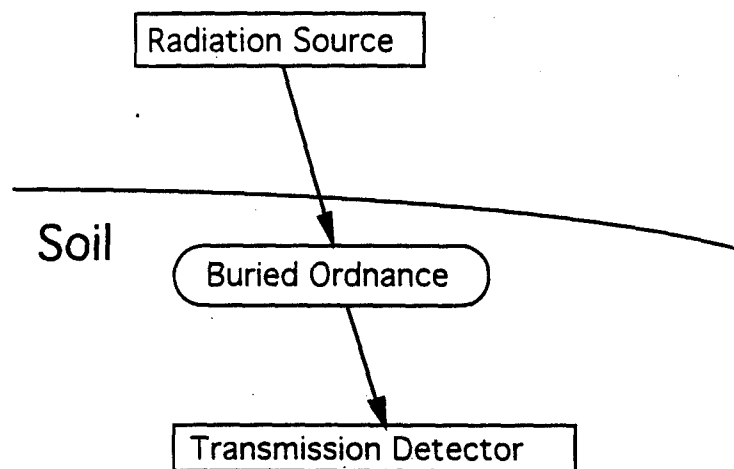 Radiation Source
Soil
Buried Ordnance
Transmission Detector